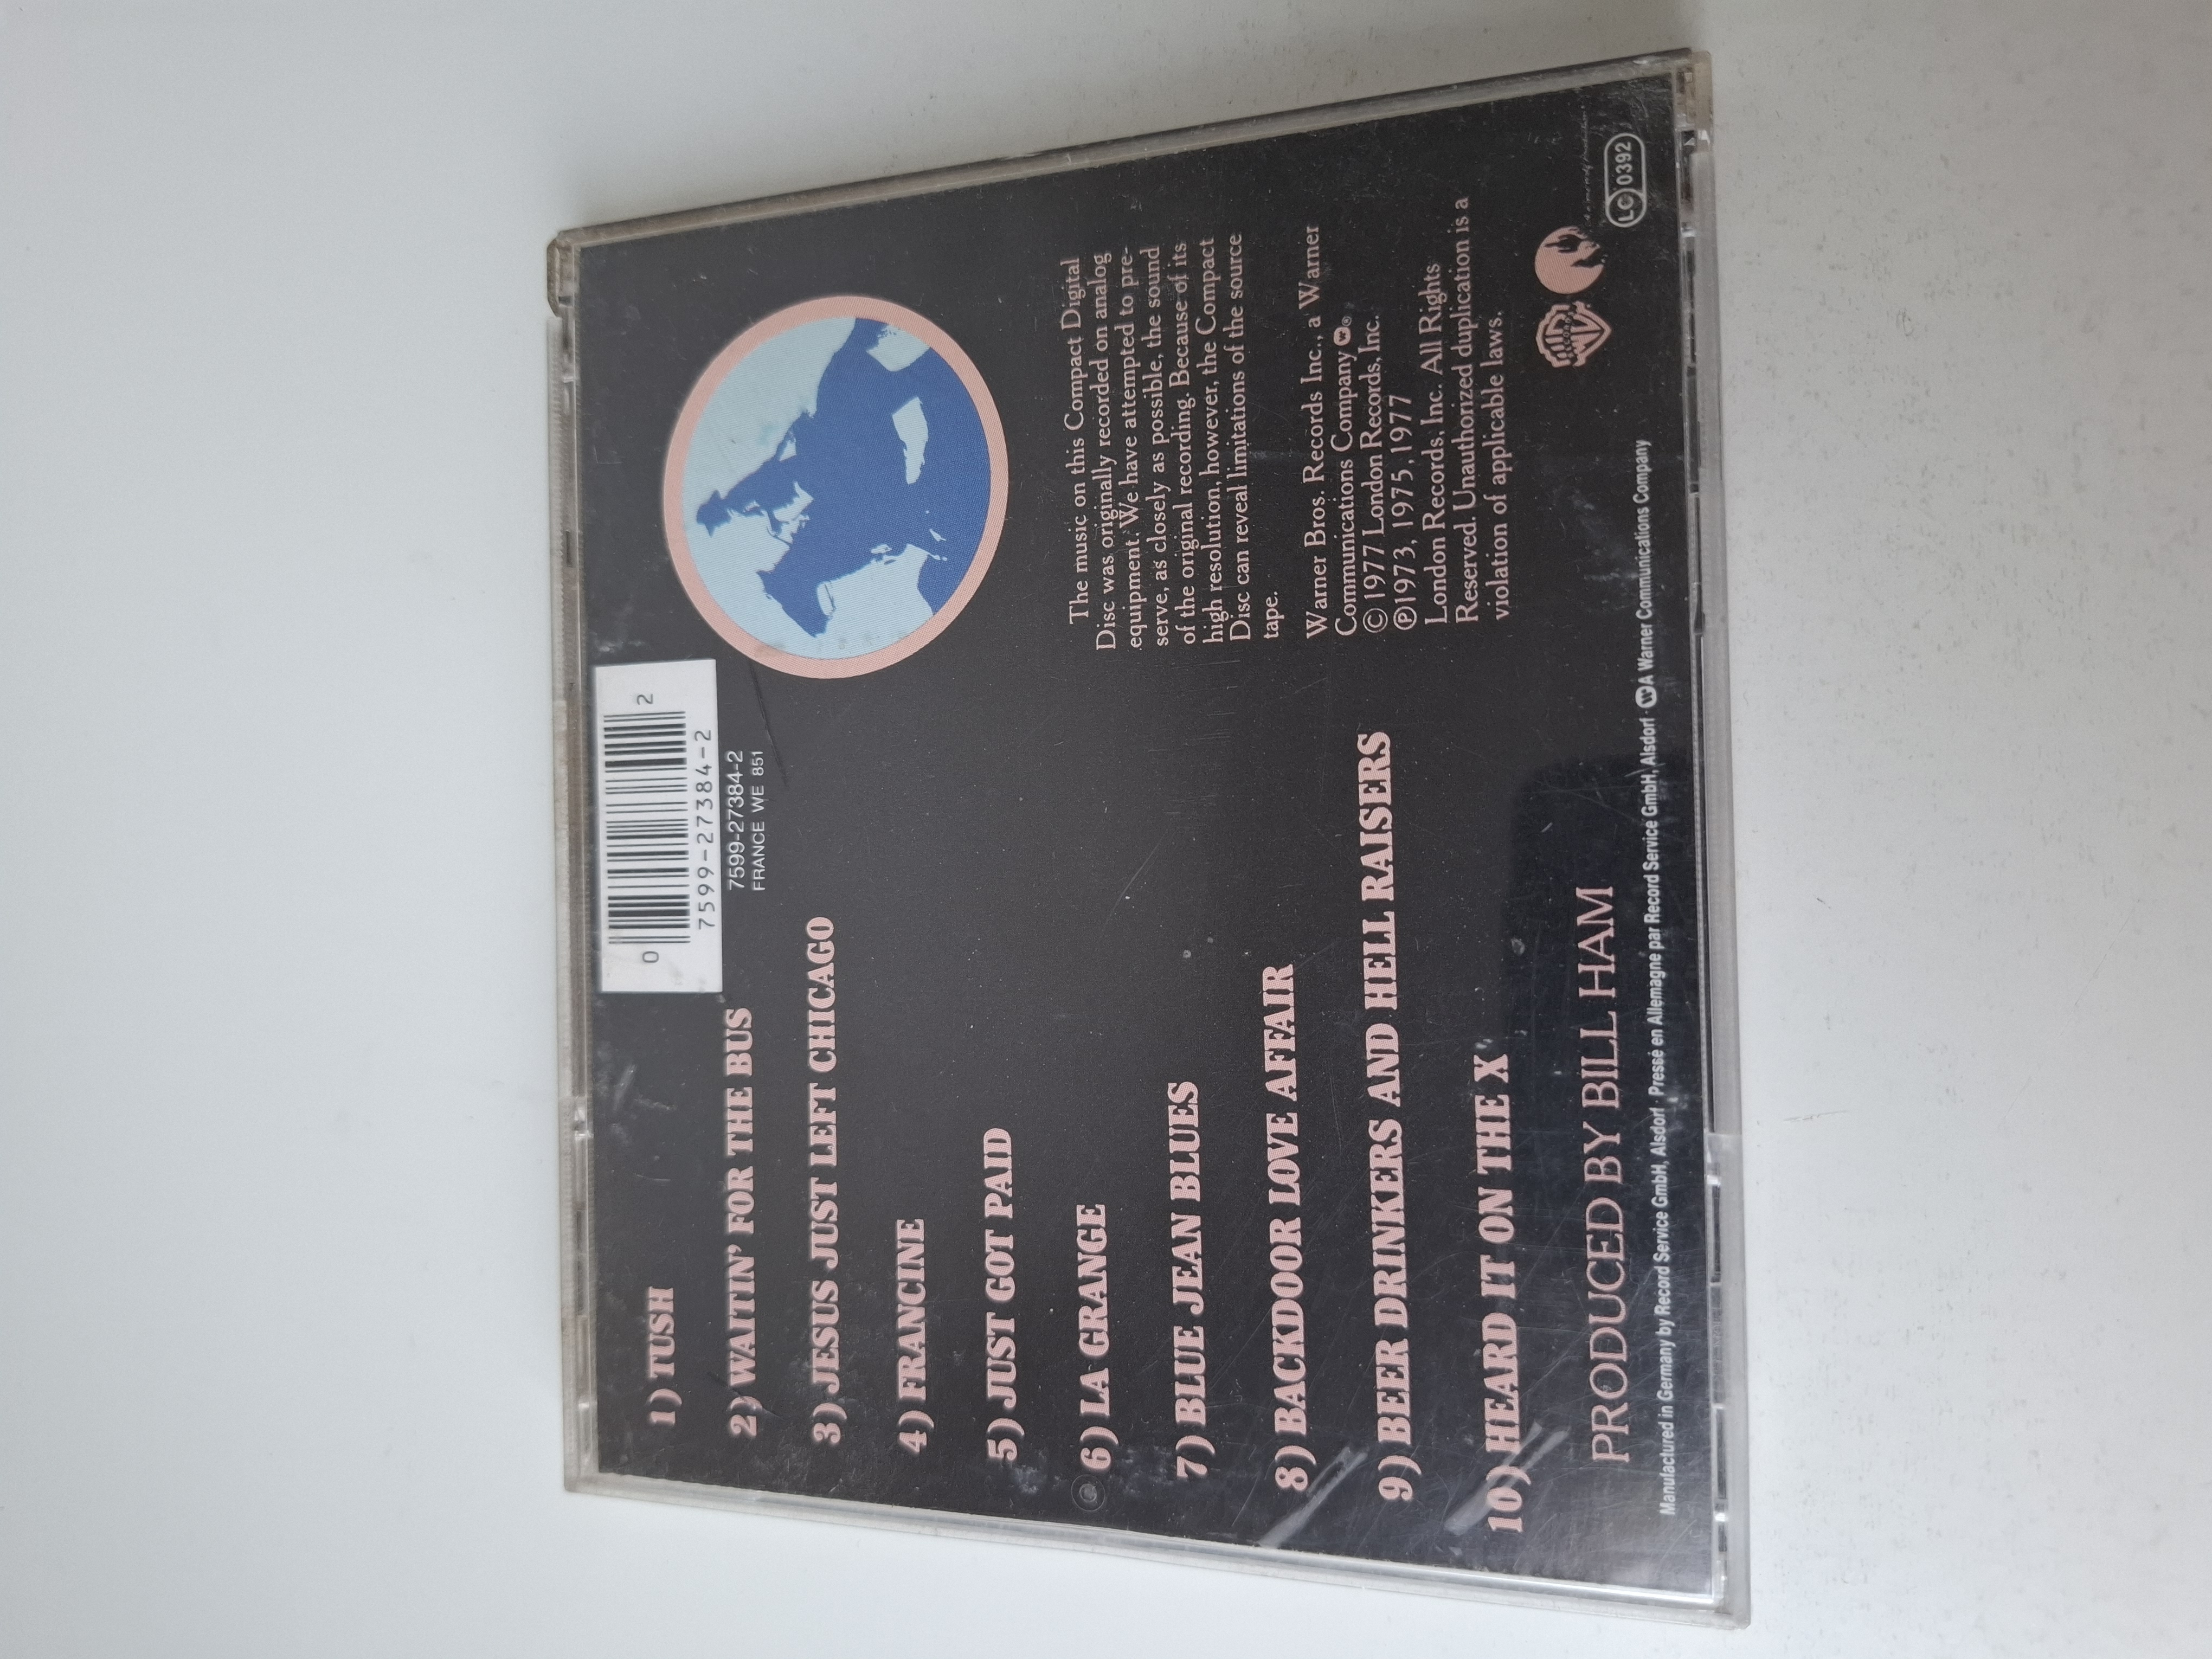 1) TUSH
2) WAITIN' FOR THE BUS
3) JESUS JUST LEFT CHICAGO
4) FRANCINE
5) JUST GOT PAID
6) LA GRANGE
7) BLUE JEAN BLUES
8) BACKDOOR LOVE AFFAIR
9) BEER DRINKERS AND HELL RAISERS
10) HEARD IT ON THE X
PRODUCED BY BILL HAM
0 7599-27384-2 2
7599-27384-2
FRANCE WE 851
The music on this Compact Digital
Disc was originally recorded on analog
equipment. We have attempted to pre-
serve, as closely as possible, the sound
of the original recording. Because of its
high resolution, however, the Compact
Disc can reveal limitations of the source
tape.
Warner Bros. Records Inc., a Warner
Communications Company ®
© 1977 London Records, Inc.
℗1973, 1975, 1977
London Records, Inc. All Rights
Reserved. Unauthorized duplication is a
violation of applicable laws.
LC 0392
Manufactured in Germany by Record Service GmbH, Alsdorf · Pressé en Allemagne par Record Service GmbH, Alsdorf · A Warner Communications Company